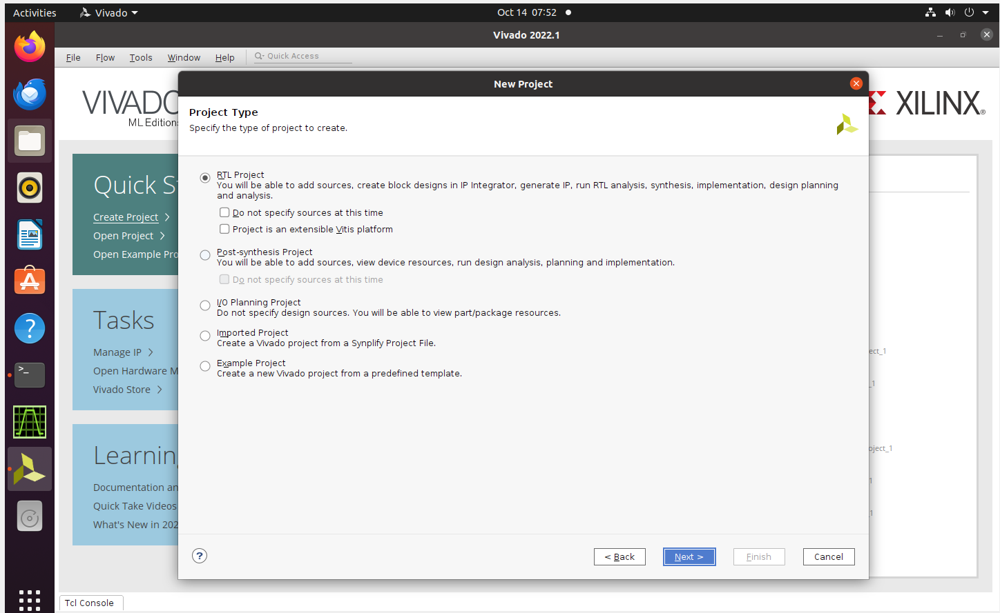 Activities
Vivado
Oct 14 07:52
Vivado 2022.1
File Flow Tools Window Help
Quick Access
VIVADO
ML Editions
XILINX®
New Project
Project Type
Specify the type of project to create.
RTL Project
You will be able to add sources, create block designs in IP Integrator, generate IP, run RTL analysis, synthesis, implementation, design planning
and analysis.
Do not specify sources at this time
Project is an extensible Vitis platform
Post-synthesis Project
You will be able to add sources, view device resources, run design analysis, planning and implementation.
Do not specify sources at this time
I/O Planning Project
Do not specify design sources. You will be able to view part/package resources.
Imported Project
Create a Vivado project from a Synplify Project File.
Example Project
Create a new Vivado project from a predefined template.
< Back
Next >
Finish
Cancel
Quick St
Create Project >
Open Project >
Open Example Pro
Tasks
Manage IP >
Open Hardware M
Vivado Store >
Learnin
Documentation an
Quick Take Videos
What's New in 202
ject_1
_1
oject_1
1
1
Tcl Console